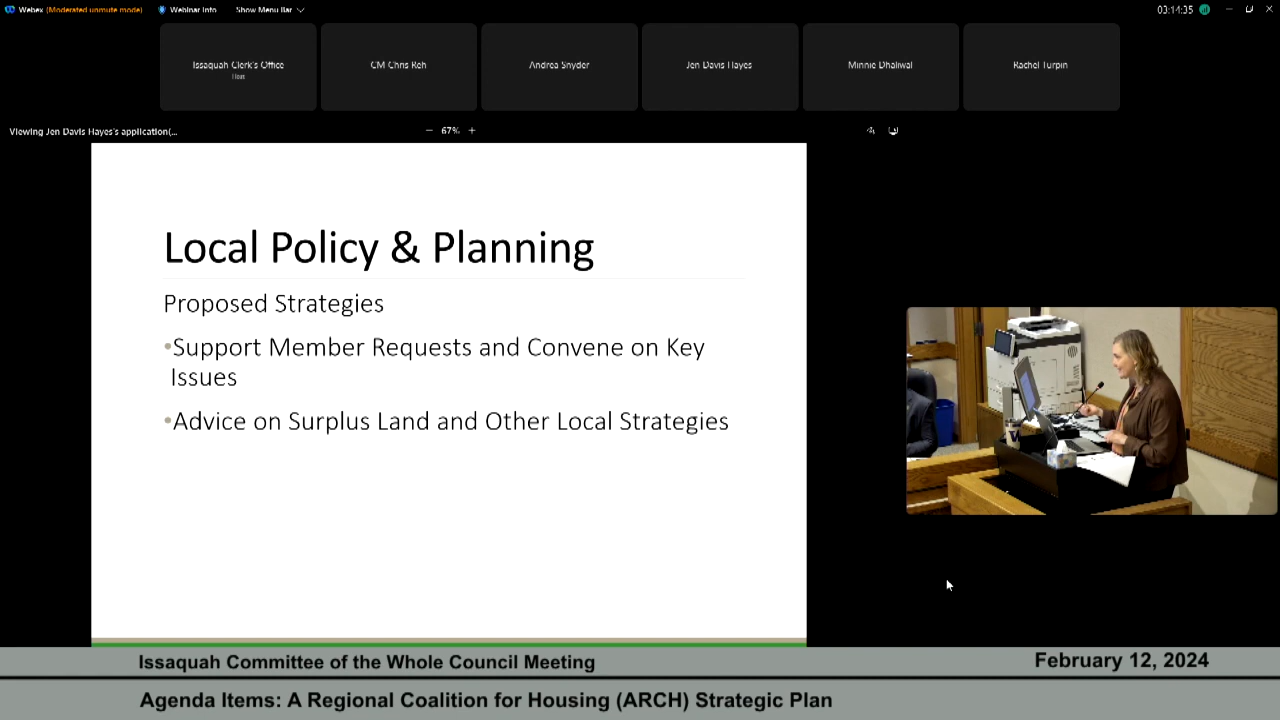 Webex (Moderated unmute mode) Webinar Info Show Menu Bar 03:14:35
Issaquah Clerk's Office
Host
CM Chris Reh
Andrea Snyder
Jen Davis Hayes
Minnie Dhaliwal
Rachel Turpin
Viewing Jen Davis Hayes's application(...
− 67% +
Local Policy & Planning
Proposed Strategies
•Support Member Requests and Convene on Key
Issues
•Advice on Surplus Land and Other Local Strategies
Issaquah Committee of the Whole Council Meeting
February 12, 2024
Agenda Items: A Regional Coalition for Housing (ARCH) Strategic Plan